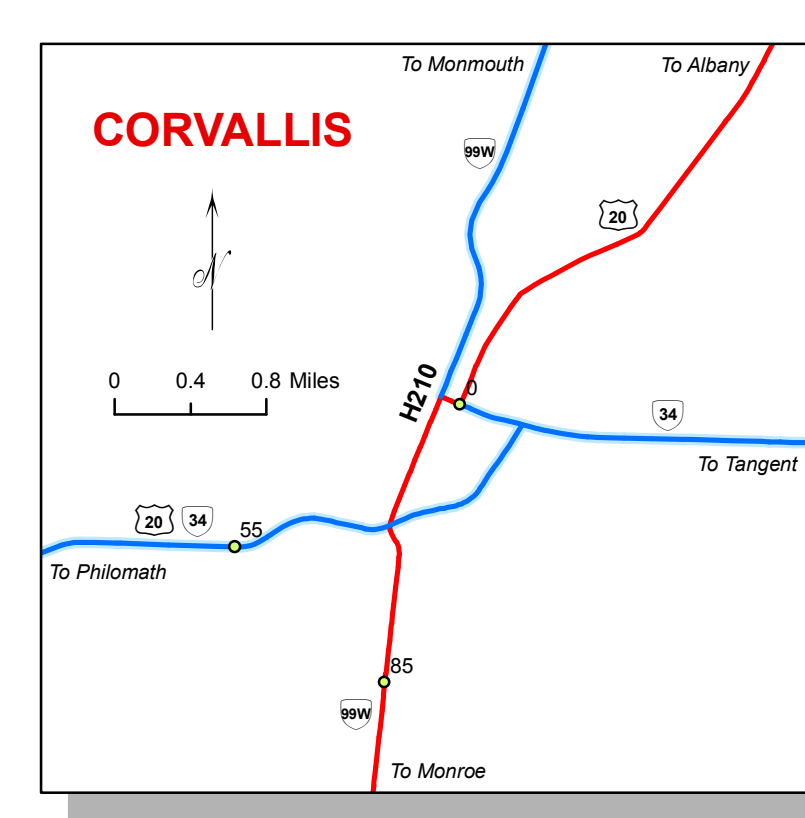 To Monmouth
To Albany
CORVALLIS
99W
20
N
0 0.4 0.8 Miles
H210
0
34
To Tangent
20 34
55
To Philomath
85
99W
To Monroe